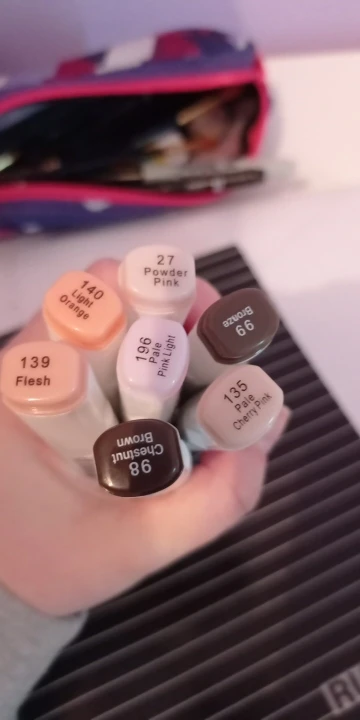 27
Powder
Pink
140
Light
Orange
99
Bronze
196
Pale
Pink Light
139
Flesh
135
Pale
Cherry Pink
98
Chestnut
Brown